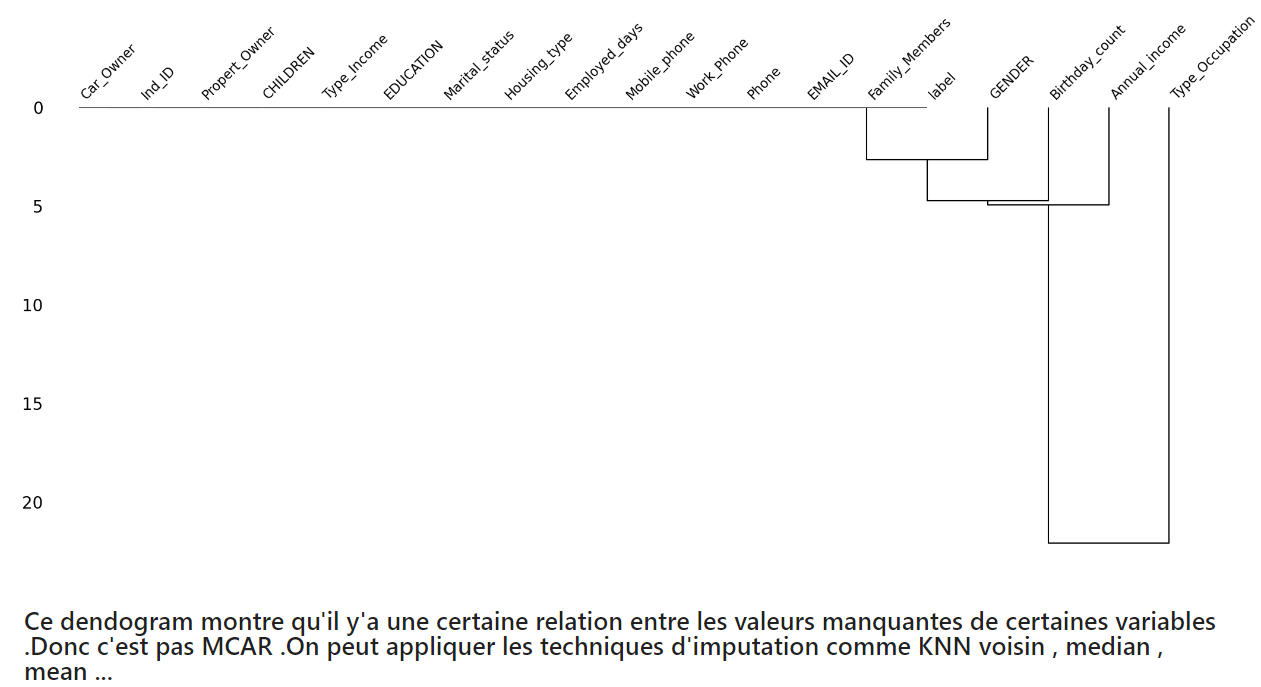 Car_Owner
Ind_ID
Propert_Owner
CHILDREN
Type_Income
EDUCATION
Marital_status
Housing_type
Employed_days
Mobile_phone
Work_Phone
Phone
EMAIL_ID
Family_Members
label
GENDER
Birthday_count
Annual_income
Type_Occupation
0
5
10
15
20
Ce dendogram montre qu'il y'a une certaine relation entre les valeurs manquantes de certaines variables
.Donc c'est pas MCAR .On peut appliquer les techniques d'imputation comme KNN voisin , median ,
mean ...